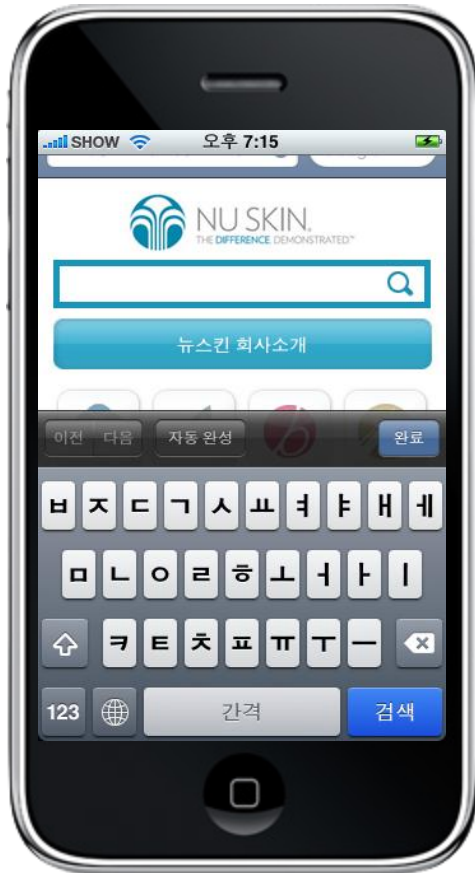 SHOW 오후 7:15
NU SKIN.
THE DIFFERENCE DEMONSTRATED™
뉴스킨 회사소개
이전 다음 자동 완성 완료
ㅂ ㅈ ㄷ ㄱ ㅅ ㅛ ㅕ ㅑ ㅐ ㅔ
ㅁ ㄴ ㅇ ㄹ ㅎ ㅗ ㅓ ㅏ ㅣ
ㅋ ㅌ ㅊ ㅍ ㅠ ㅜ ㅡ
123 간격 검색